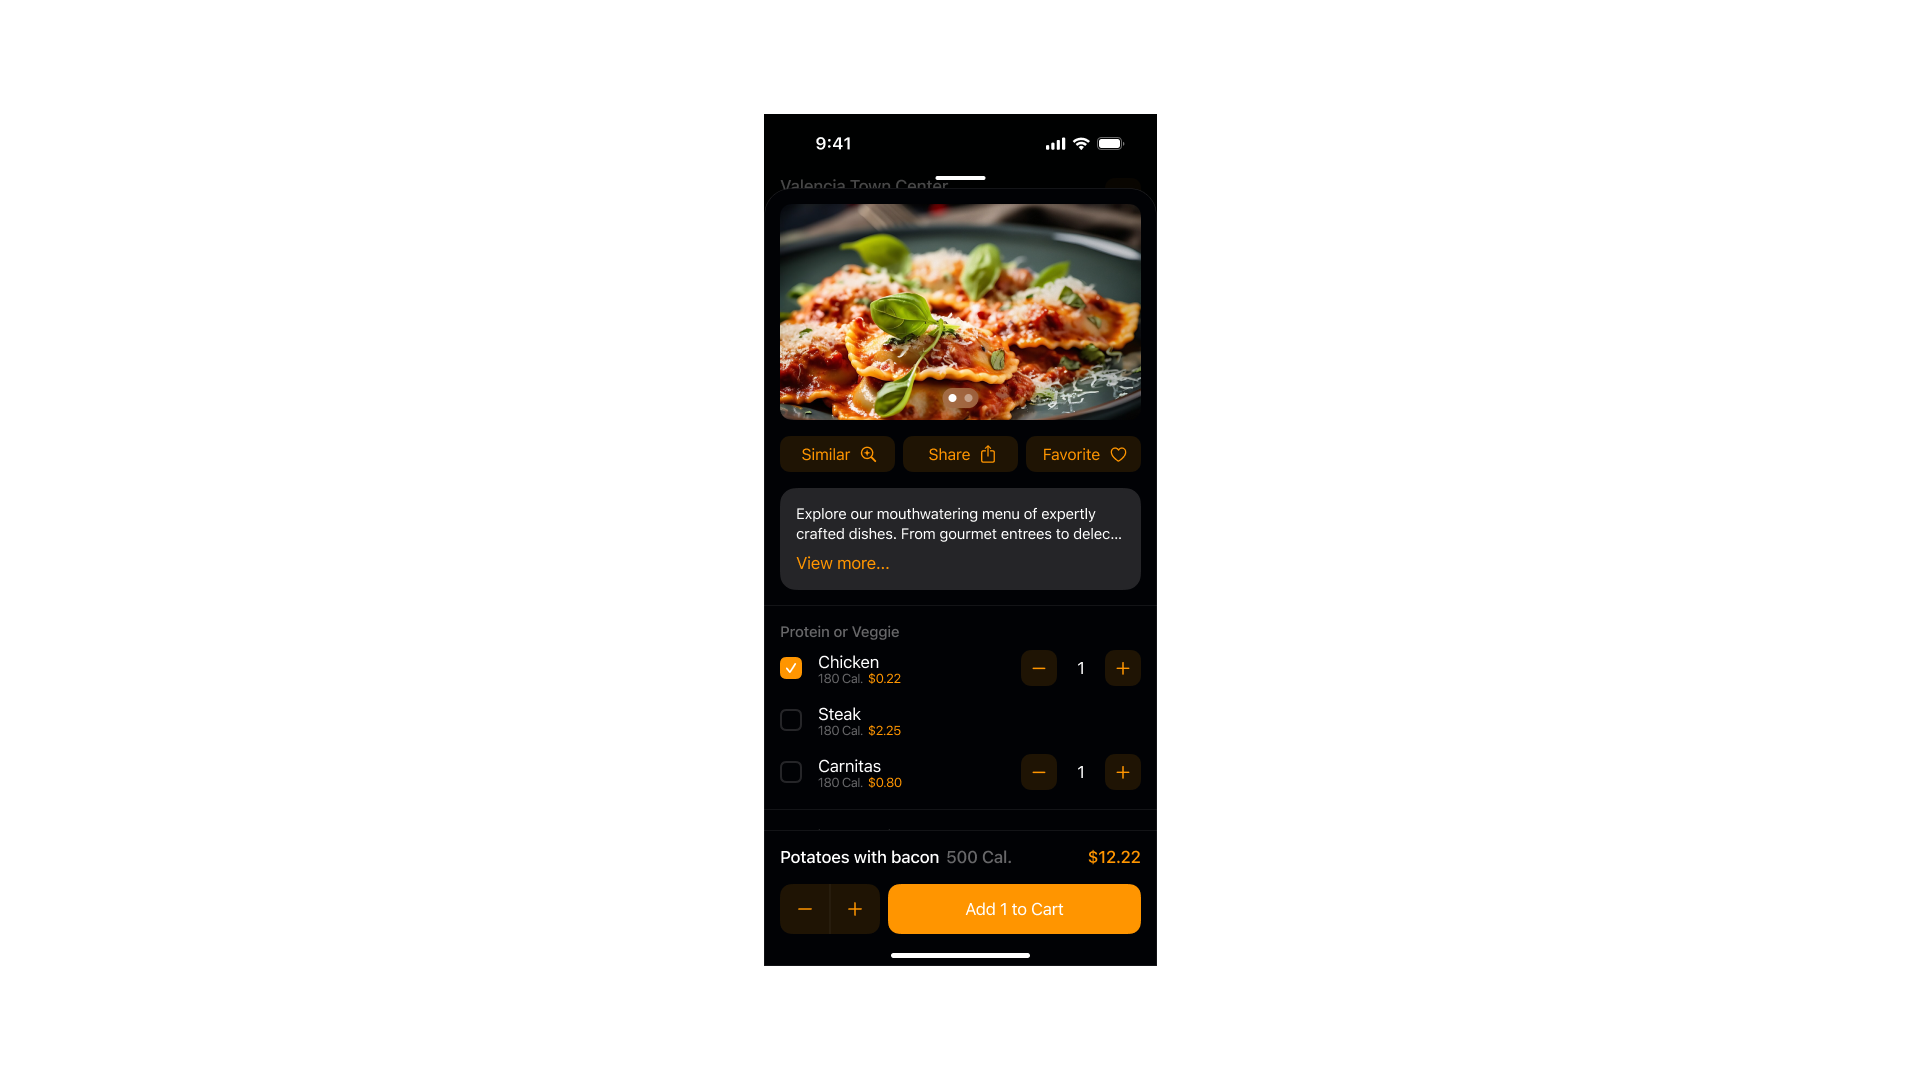 9:41
Valencia Town Center
Similar
Share
Favorite
Explore our mouthwatering menu of expertly
crafted dishes. From gourmet entrees to delec...
View more...
Protein or Veggie
Chicken
180 Cal. $0.22
1
Steak
180 Cal. $2.25
Carnitas
180 Cal. $0.80
1
Potatoes with bacon 500 Cal.
$12.22
Add 1 to Cart